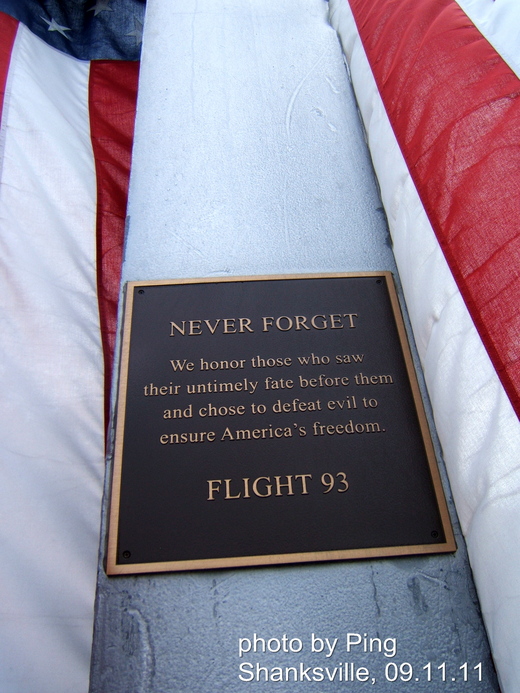 NEVER FORGET
We honor those who saw
their untimely fate before them
and chose to defeat evil to
ensure America's freedom.
FLIGHT 93
photo by Ping
Shanksville, 09.11.11